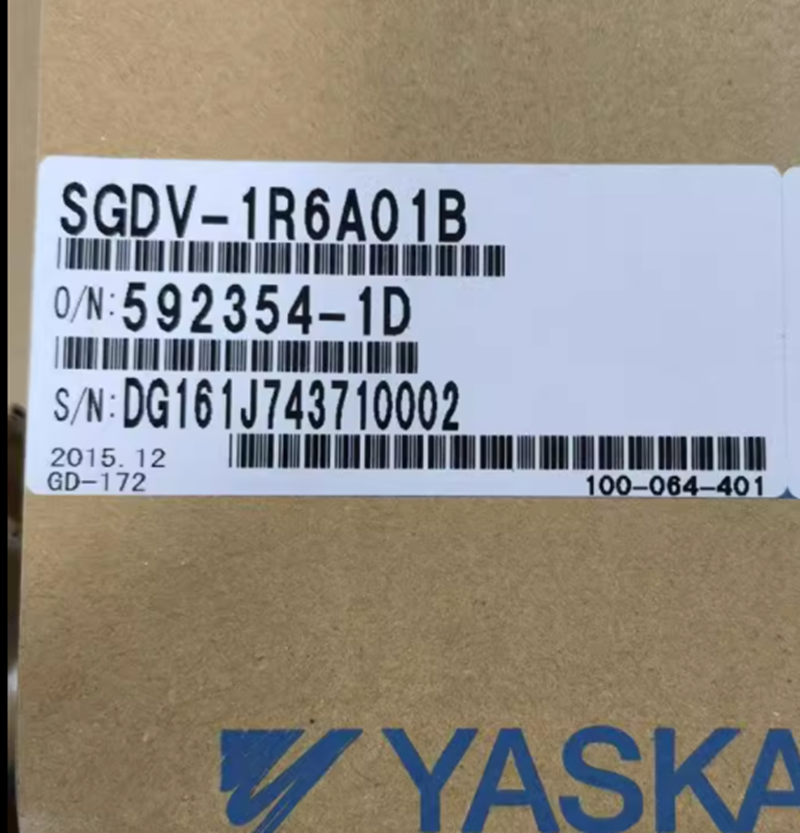 SGDV-1R6A01B
O/N:592354-1D
S/N:DG161J743710002
2015.12
GD-172
100-064-401
YASKA